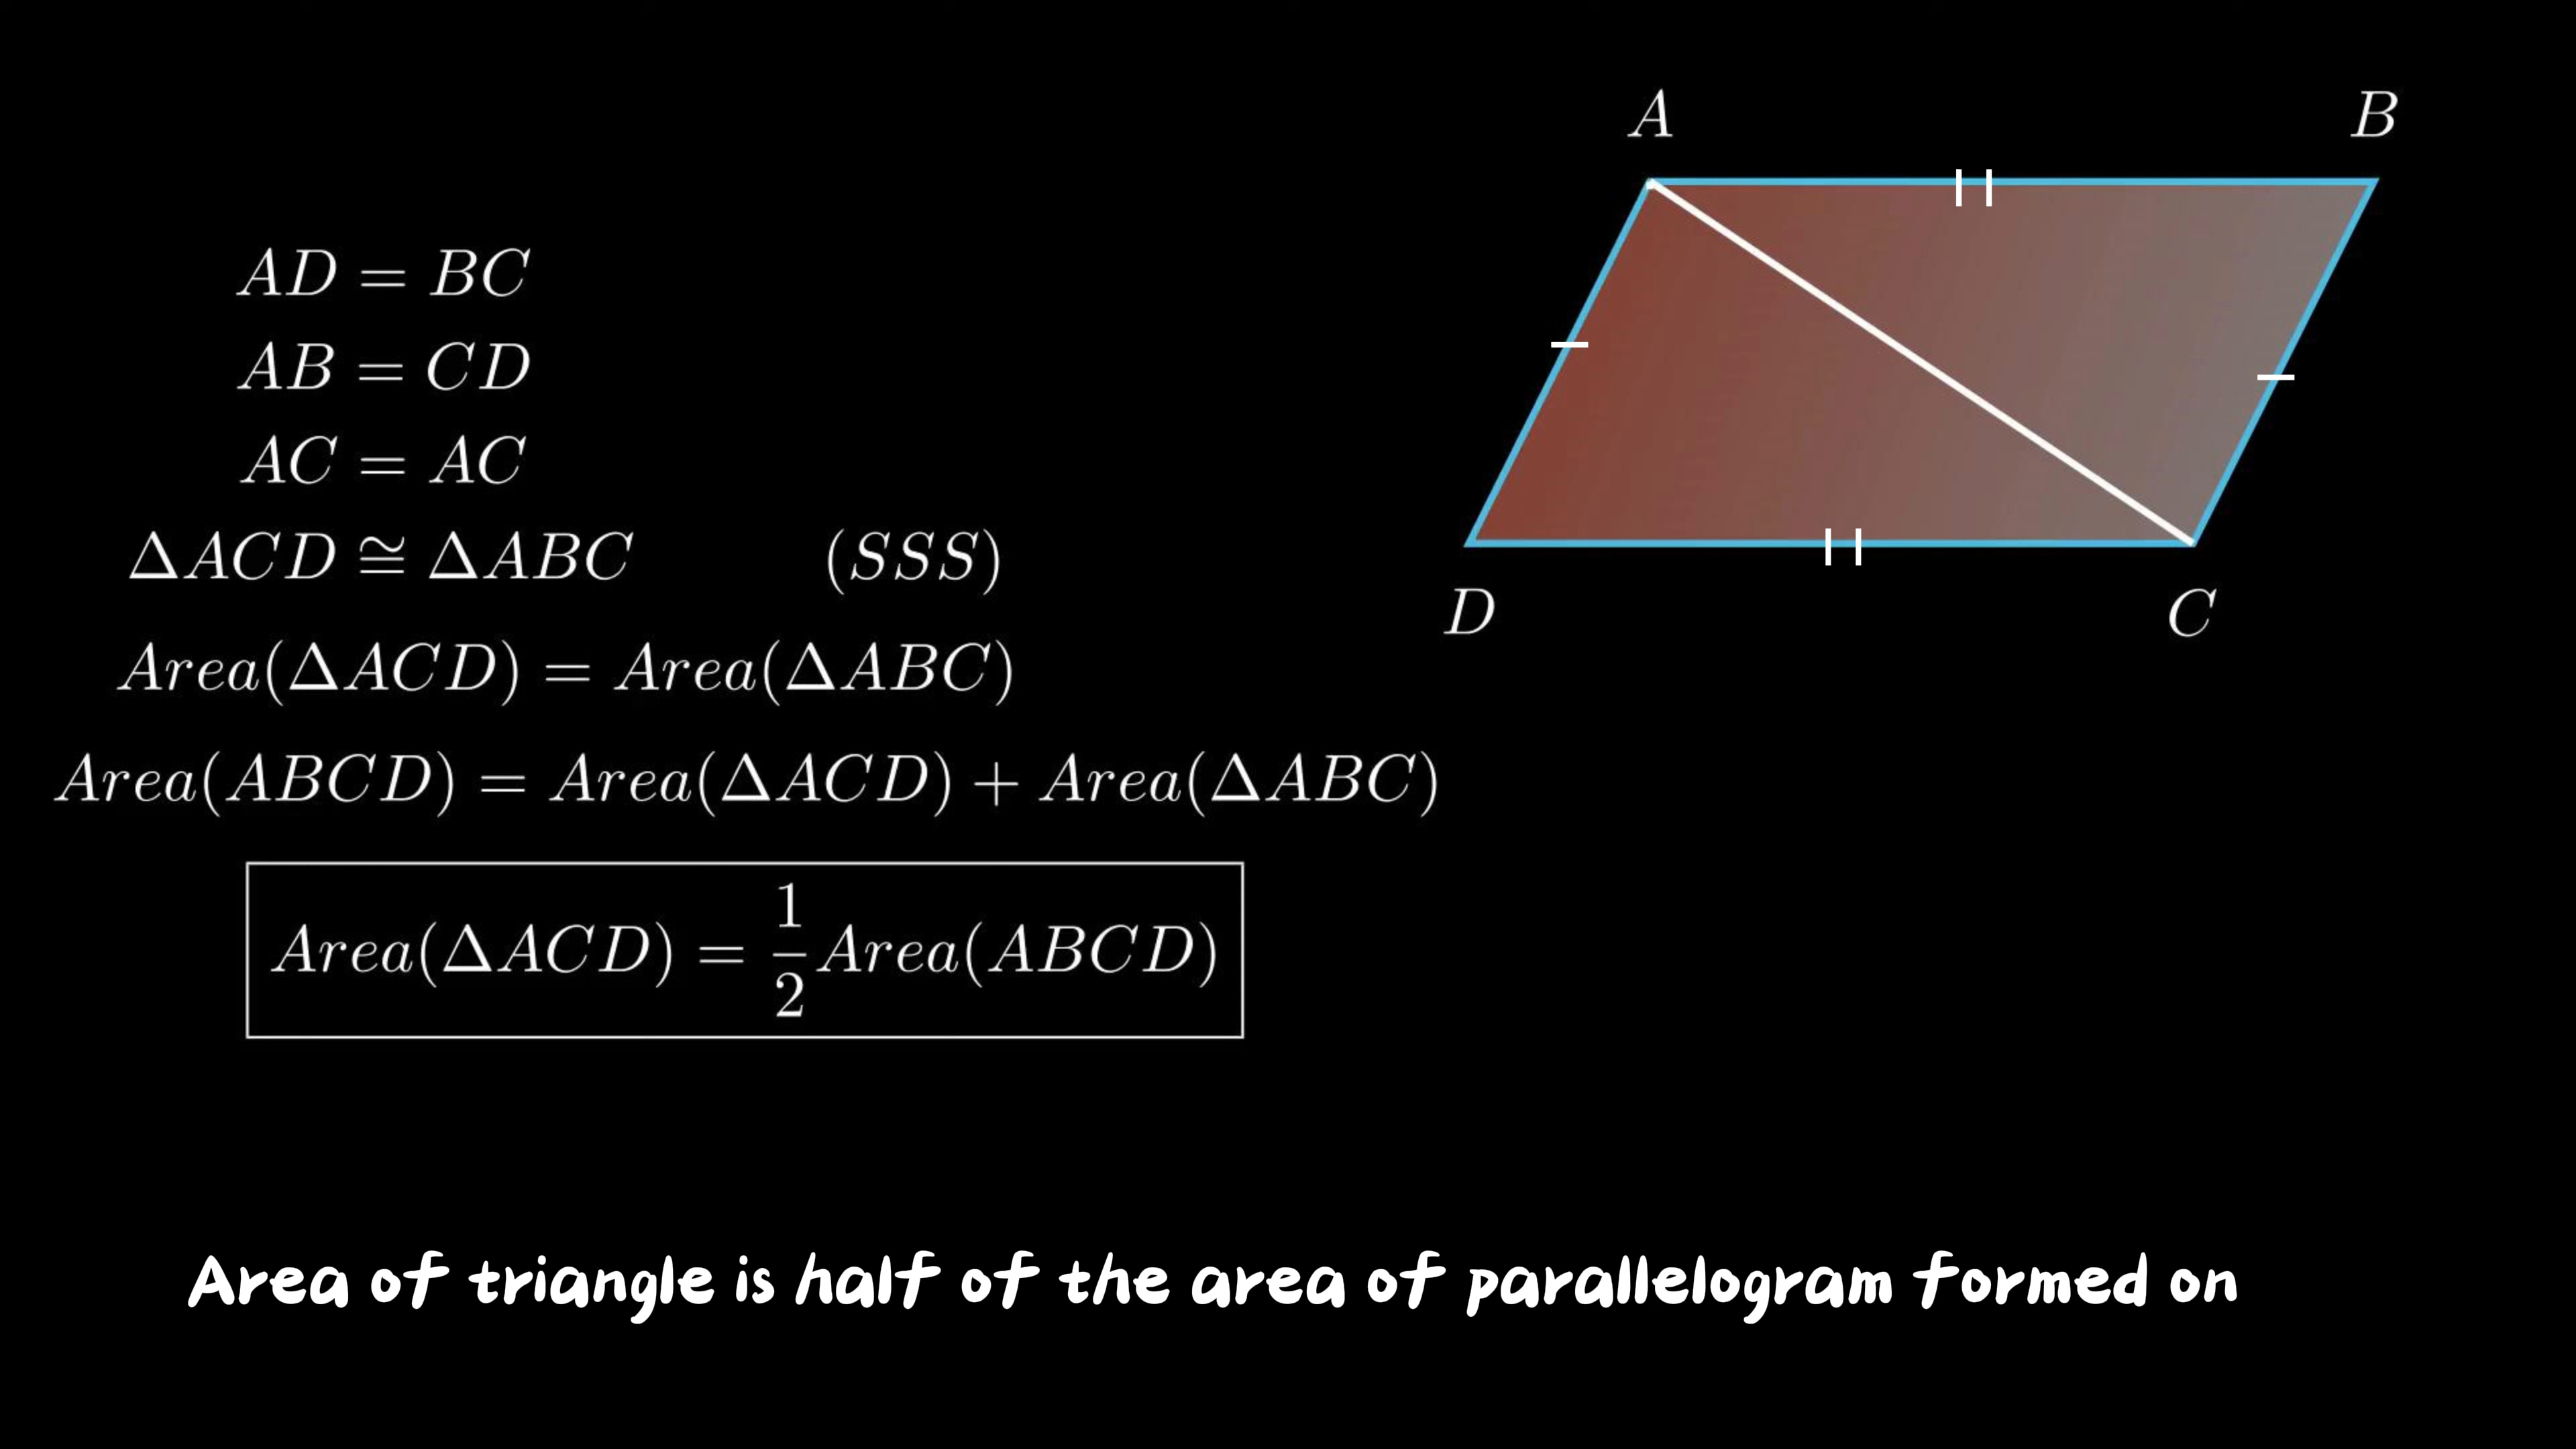 A
B
AD = BC
AB = CD
AC = AC
ΔACD ≅ ΔABC (SSS)
D
C
Area(ΔACD) = Area(ΔABC)
Area(ABCD) = Area(ΔACD) + Area(ΔABC)
Area(ΔACD) = 1/2 Area(ABCD)
Area of triangle is half of the area of parallelogram formed on